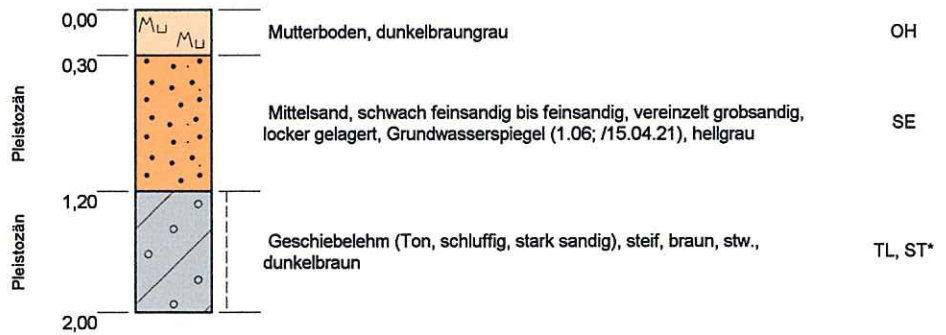 0,00
Mu
Mu
Mutterboden, dunkelbraungrau
OH
0,30
Pleistozän
Mittelsand, schwach feinsandig bis feinsandig, vereinzelt grobsandig,
locker gelagert, Grundwasserspiegel (1.06; /15.04.21), hellgrau
SE
1,20
Pleistozän
Geschiebelehm (Ton, schluffig, stark sandig), steif, braun, stw.,
dunkelbraun
TL, ST*
2,00